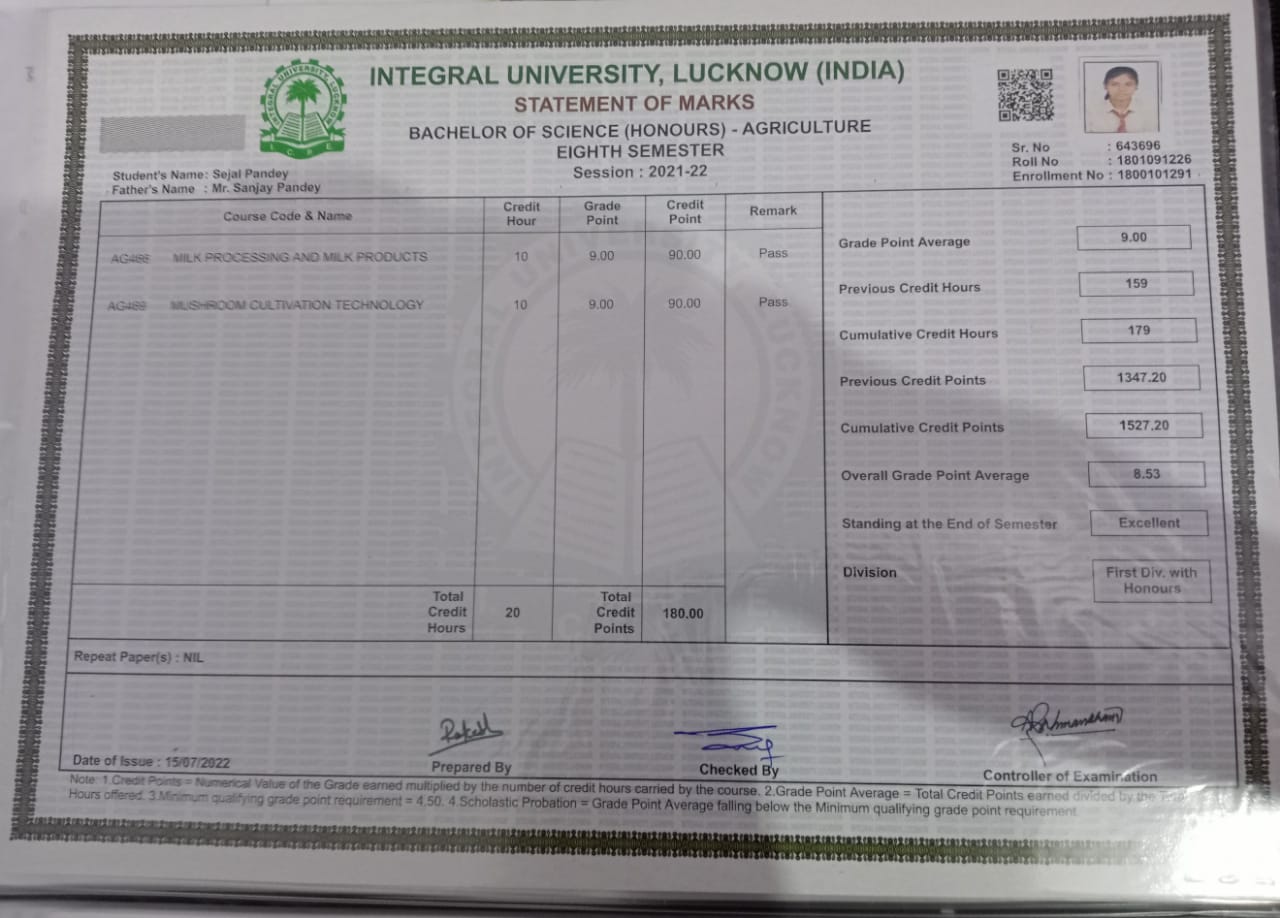 INTEGRAL UNIVERSITY, LUCKNOW (INDIA)
STATEMENT OF MARKS
BACHELOR OF SCIENCE (HONOURS) - AGRICULTURE
EIGHTH SEMESTER
Session : 2021-22
INTEGRAL UNIVERSITY LUCKNOW
Sr. No : 643696
Roll No : 1801091226
Enrollment No : 1800101291
Student's Name: Sejal Pandey
Father's Name : Mr. Sanjay Pandey
Course Code & Name Credit Hour Grade Point Credit Point Remark
MILK PROCESSING AND MILK PRODUCTS 10 9.00 90.00 Pass
MUSHROOM CULTIVATION TECHNOLOGY 10 9.00 90.00 Pass
Total Credit Hours 20 Total Credit Points 180.00
Grade Point Average 9.00
Previous Credit Hours 159
Cumulative Credit Hours 179
Previous Credit Points 1347.20
Cumulative Credit Points 1527.20
Overall Grade Point Average 8.53
Standing at the End of Semester Excellent
Division First Div. with Honours
Repeat Paper(s) : NIL
Date of Issue : 15/07/2022
Prepared By
Checked By
Controller of Examination
Note: 1.Credit Points = Numerical Value of the Grade earned multiplied by the number of credit hours carried by the course. 2.Grade Point Average = Total Credit Points earned divided by the
Hours offered. 3.Minimum qualifying grade point requirement = 4.50. 4.Scholastic Probation = Grade Point Average falling below the Minimum qualifying grade point requirement.